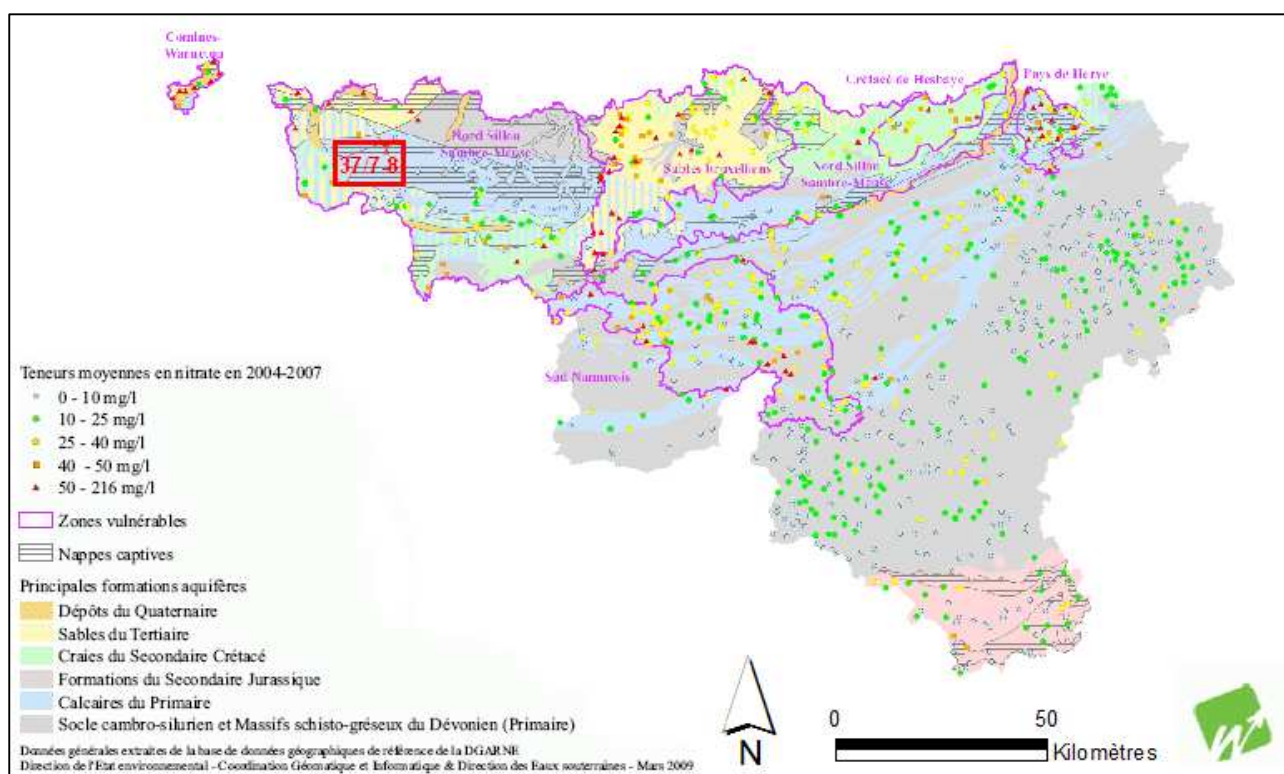 Comines-
Warneton
Crétacé de Hesbaye
Pays de Herve
Nord Sillon
Sambre-Meuse
37/7-8
Sables bruxelliens
Nord Sillon
Sambre-Meuse
Sud Namurois
Teneurs moyennes en nitrate en 2004-2007
0 - 10 mg/l
10 - 25 mg/l
25 - 40 mg/l
40 - 50 mg/l
50 - 216 mg/l
Zones vulnérables
Nappes captives
Principales formations aquifères
Dépôts du Quaternaire
Sables du Tertiaire
Craies du Secondaire Crétacé
Formations du Secondaire Jurassique
Calcaires du Primaire
Socle cambro-silurien et Massifs schisto-gréseux du Dévonien (Primaire)
Données générales extraites de la base de données géographiques de référence de la DGARNE
Direction de l'Etat environnemental - Coordination Géomatique et Informatique & Direction des Eaux souterraines - Mars 2009
N
0 50
Kilomètres